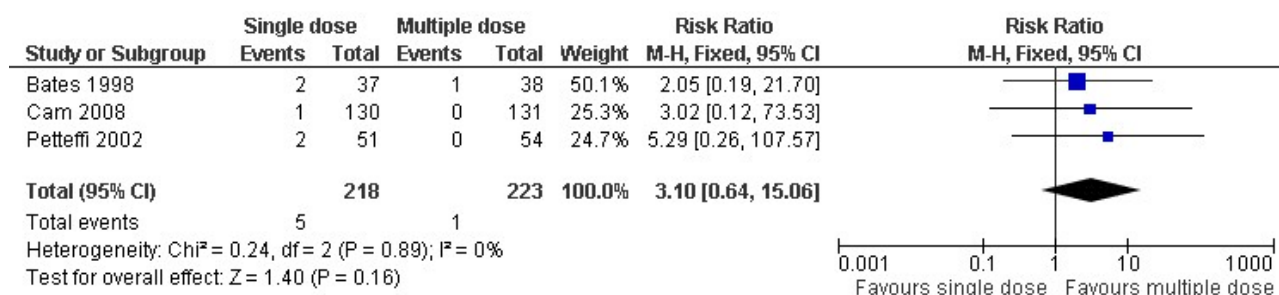 Single dose Multiple dose Risk Ratio Risk Ratio
Study or Subgroup Events Total Events Total Weight M-H, Fixed, 95% CI M-H, Fixed, 95% CI
Bates 1998 2 37 1 38 50.1% 2.05 [0.19, 21.70]
Cam 2008 1 130 0 131 25.3% 3.02 [0.12, 73.53]
Petteffi 2002 2 51 0 54 24.7% 5.29 [0.26, 107.57]
Total (95% CI) 218 223 100.0% 3.10 [0.64, 15.06]
Total events 5 1
Heterogeneity: Chi² = 0.24, df = 2 (P = 0.89); I² = 0%
Test for overall effect: Z = 1.40 (P = 0.16)
0.001 0.1 1 10 1000
Favours single dose Favours multiple dose